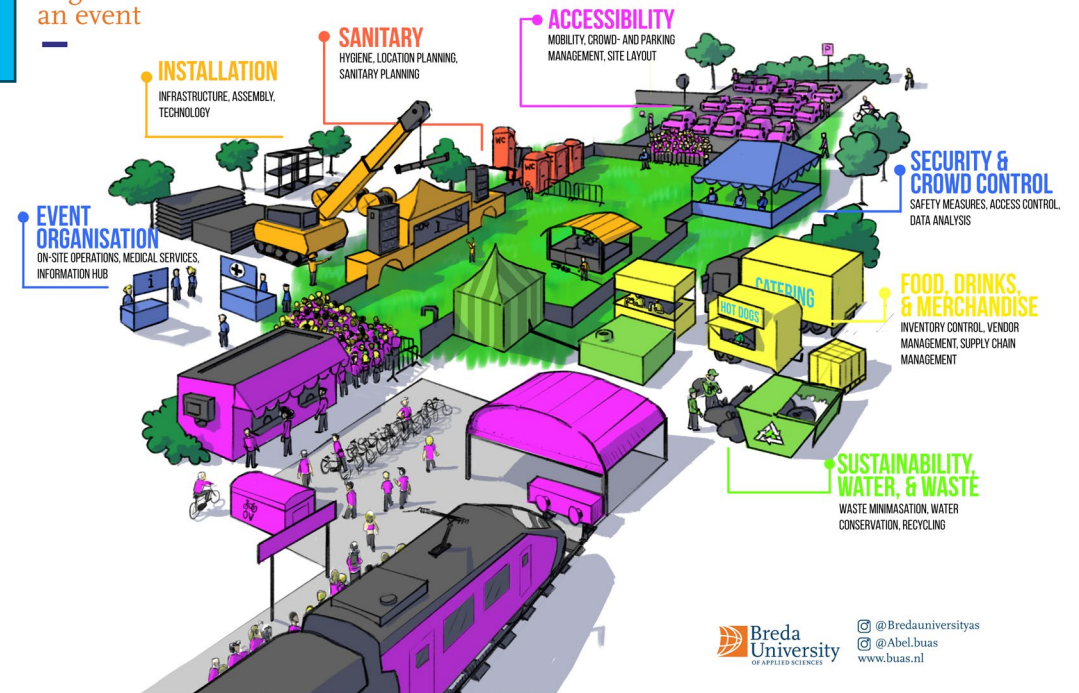 an event
ACCESSIBILITY
MOBILITY, CROWD- AND PARKING
MANAGEMENT, SITE LAYOUT
SANITARY
HYGIENE, LOCATION PLANNING,
SANITARY PLANNING
INSTALLATION
INFRASTRUCTURE, ASSEMBLY,
TECHNOLOGY
P
WC
WC
SECURITY &
CROWD CONTROL
SAFETY MEASURES, ACCESS CONTROL,
DATA ANALYSIS
EVENT
ORGANISATION
ON-SITE OPERATIONS, MEDICAL SERVICES,
INFORMATION HUB
i
CATERING
HOT DOGS
FOOD, DRINKS,
& MERCHANDISE
INVENTORY CONTROL, VENDOR
MANAGEMENT, SUPPLY CHAIN
MANAGEMENT
SUSTAINABILITY,
WATER, & WASTE
WASTE MINIMASATION, WATER
CONSERVATION, RECYCLING
Breda
University
OF APPLIED SCIENCES
@Bredauniversityas
@Abel.buas
www.buas.nl